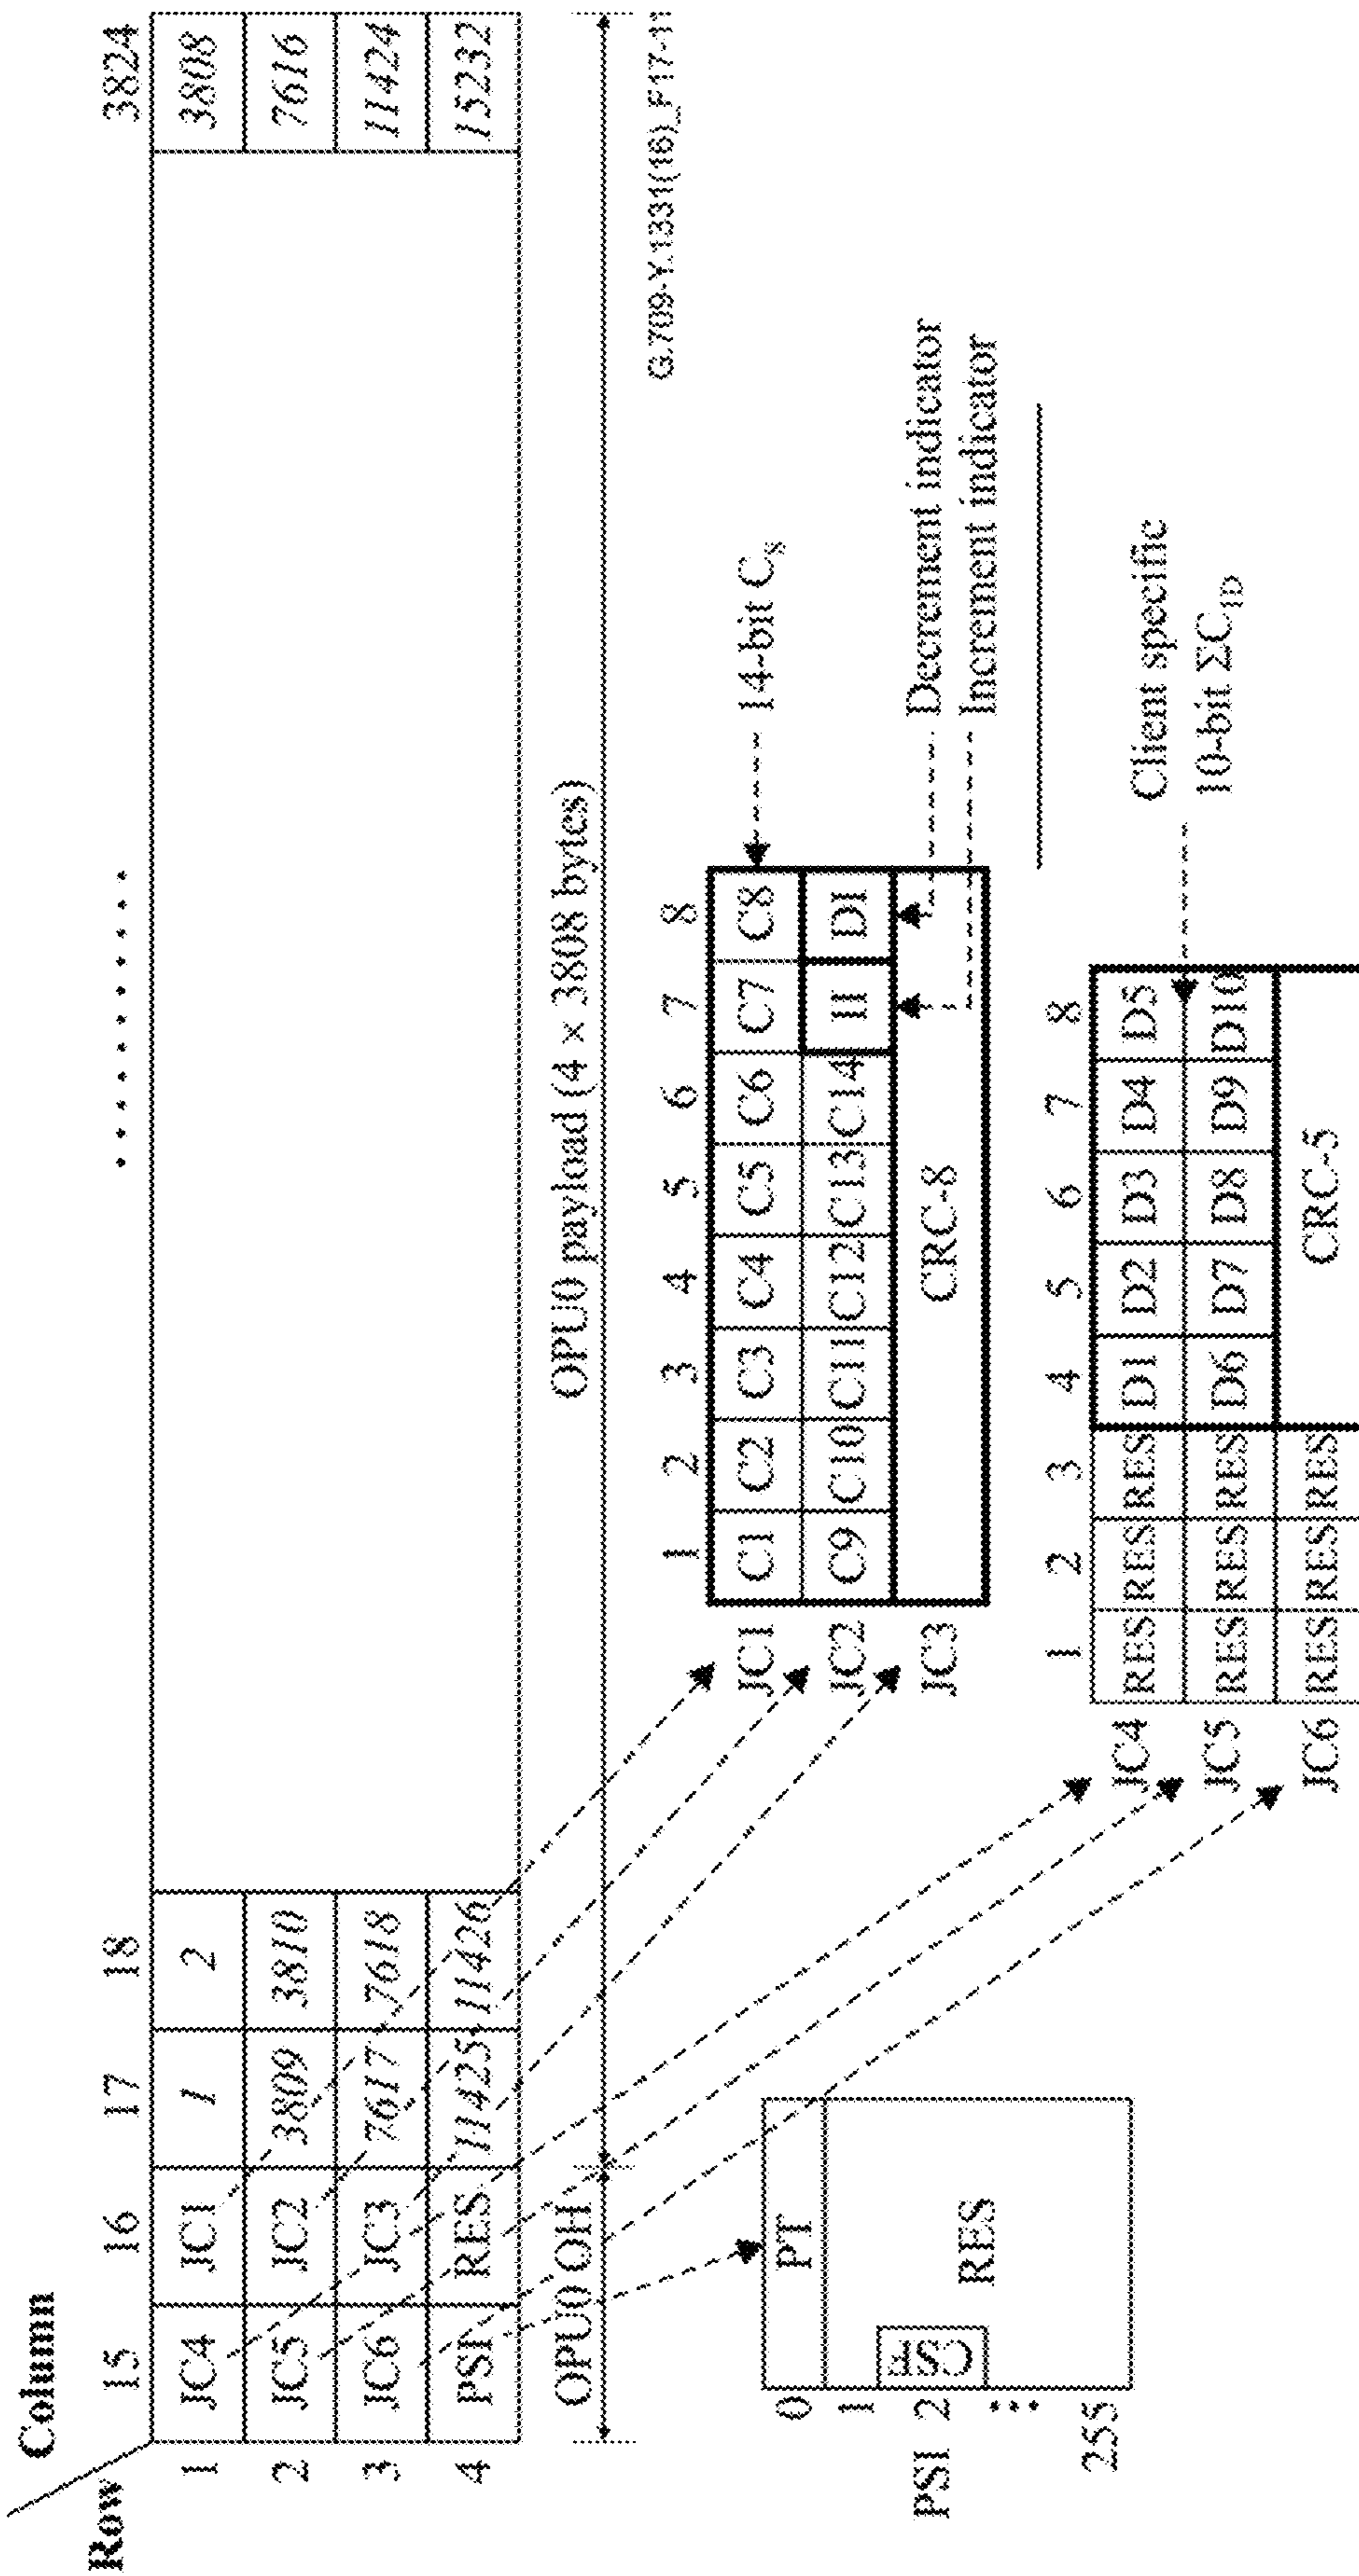 Column
Row
15 16 17 18 3824
1 JC4 JC1 1 2 3808
2 JC5 JC2 3809 3810 7616
3 JC6 JC3 7617 7618 11424
4 PSI RES 11425 11426 15232
OPU0 OH
OPU0 payload (4 × 3808 bytes)
G.709-Y.1331(16)_F17-11
1 2 3 4 5 6 7 8
JC1 C1 C2 C3 C4 C5 C6 C7 C8
14-bit C8
JC2 C9 C10 C11 C12 C13 C14 II DI
JC3 CRC-8
Decrement indicator
Increment indicator
0 PT
1
PSI 2 CSF
RES
255
1 2 3 4 5 6 7 8
JC4 RES RES RES D1 D2 D3 D4 D5
JC5 RES RES RES D6 D7 D8 D9 D10
JC6 RES RES RES CRC-5
Client specific
10-bit ΣC1D